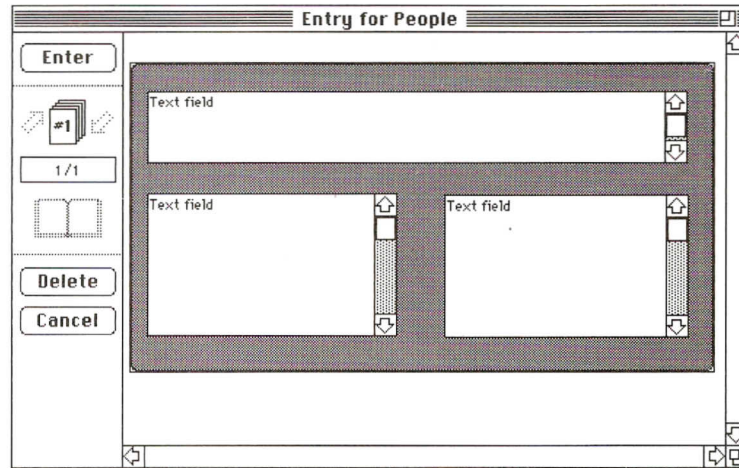 Entry for People
Enter
#1
1/1
Delete
Cancel
Text field
Text field
Text field